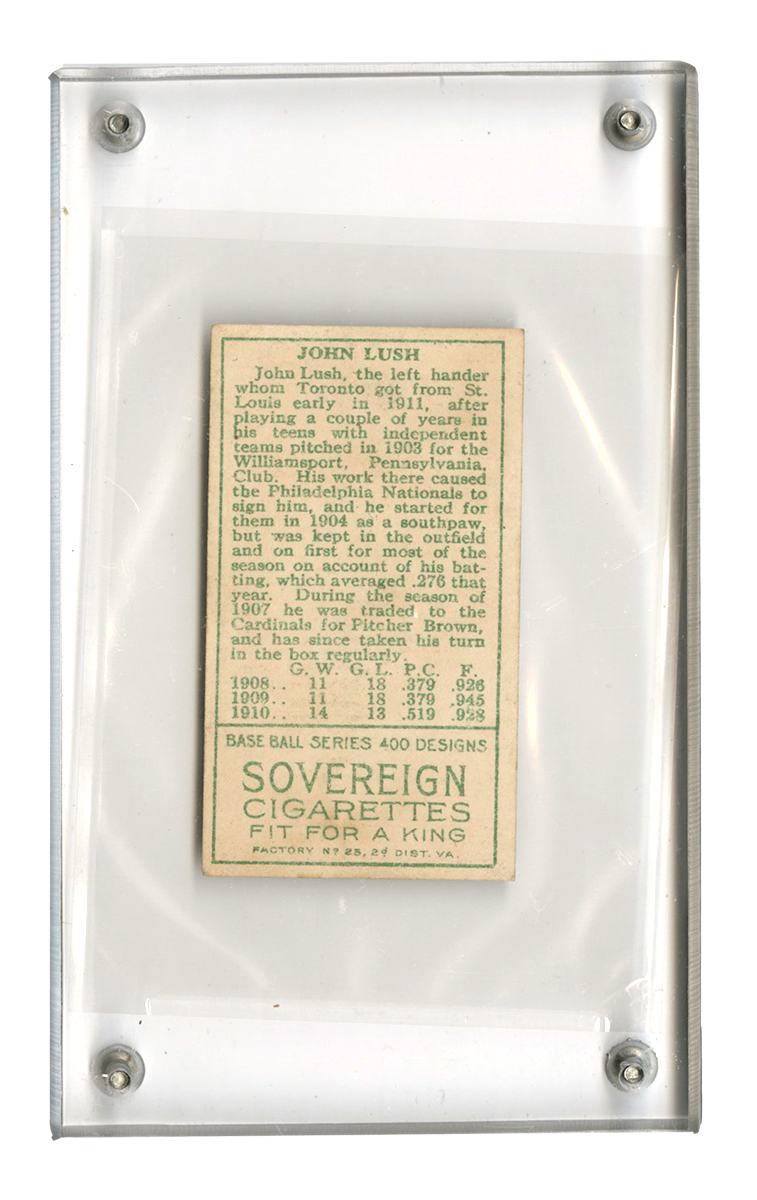 JOHN LUSH
John Lush, the left hander
whom Toronto got from St.
Louis early in 1911, after
playing a couple of years in
his teens with independent
teams pitched in 1903 for the
Williamsport, Pennsylvania,
Club. His work there caused
the Philadelphia Nationals to
sign him, and he started for
them in 1904 as a southpaw,
but was kept in the outfield
and on first for most of the
season on account of his bat-
ting, which averaged .276 that
year. During the season of
1907 he was traded to the
Cardinals for Pitcher Brown,
and has since taken his turn
in the box regularly.
G. W. G. L. P.C. F.
1908.. 11 18 .379 .926
1909.. 11 18 .379 .945
1910.. 14 13 .519 .928
BASE BALL SERIES 400 DESIGNS
SOVEREIGN
CIGARETTES
FIT FOR A KING
FACTORY Nº 25, 2d DIST. VA.